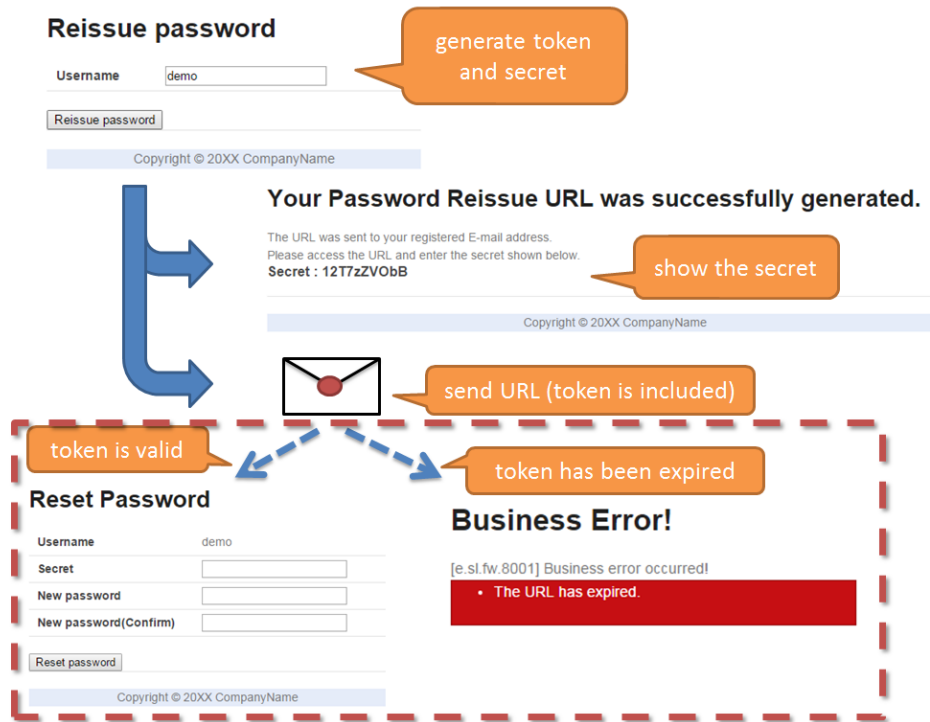 Reissue password
generate token
and secret
Username demo
Reissue password
Copyright © 20XX CompanyName
Your Password Reissue URL was successfully generated.
The URL was sent to your registered E-mail address.
Please access the URL and enter the secret shown below.
Secret : 12T7zZVObB
show the secret
Copyright © 20XX CompanyName
send URL (token is included)
token is valid
token has been expired
Reset Password
Username demo
Secret
New password
New password(Confirm)
Reset password
Copyright © 20XX CompanyName
Business Error!
[e.sl.fw.8001] Business error occurred!
• The URL has expired.